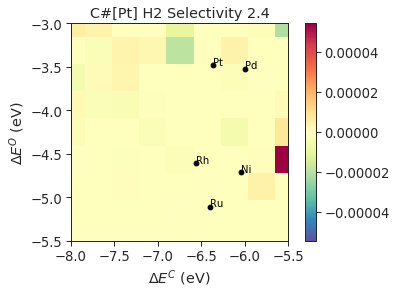 C#[Pt] H2 Selectivity 2.4
−3.0
−3.5
−4.0
−4.5
−5.0
−5.5
ΔE^O (eV)
Pt
Pd
Rh
Ni
Ru
−8.0 −7.5 −7.0 −6.5 −6.0 −5.5
ΔE^C (eV)
0.00004
0.00002
0.00000
−0.00002
−0.00004